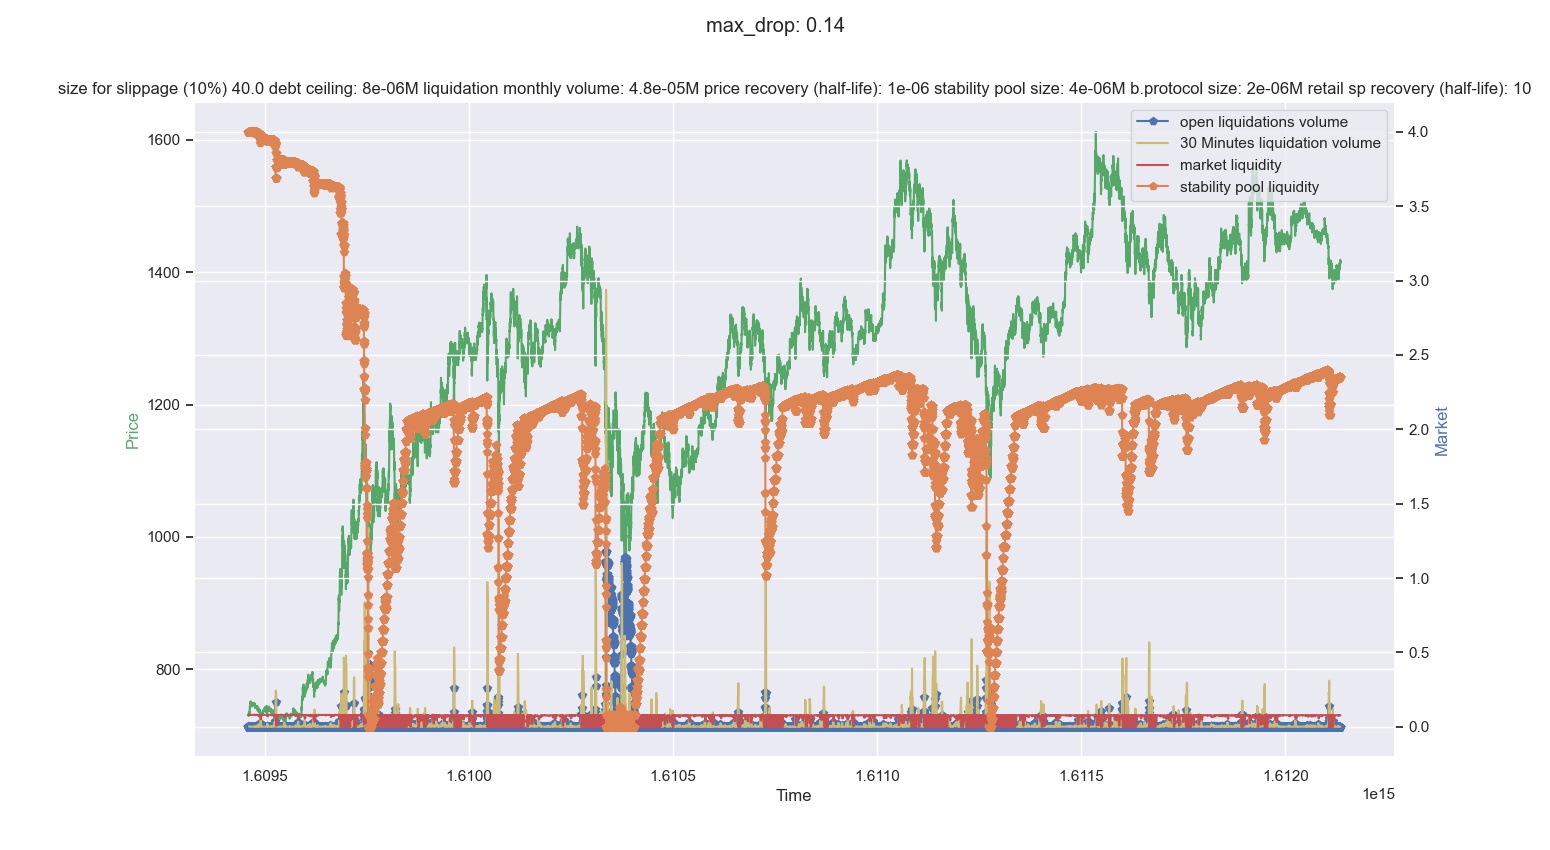 max_drop: 0.14
size for slippage (10%) 40.0 debt ceiling: 8e-06M liquidation monthly volume: 4.8e-05M price recovery (half-life): 1e-06 stability pool size: 4e-06M b.protocol size: 2e-06M retail sp recovery (half-life): 10
open liquidations volume
30 Minutes liquidation volume
market liquidity
stability pool liquidity
1600
1400
1200
1000
800
Price
4.0
3.5
3.0
2.5
2.0
1.5
1.0
0.5
0.0
Market
1.6095
1.6100
1.6105
1.6110
1.6115
1.6120
1e15
Time